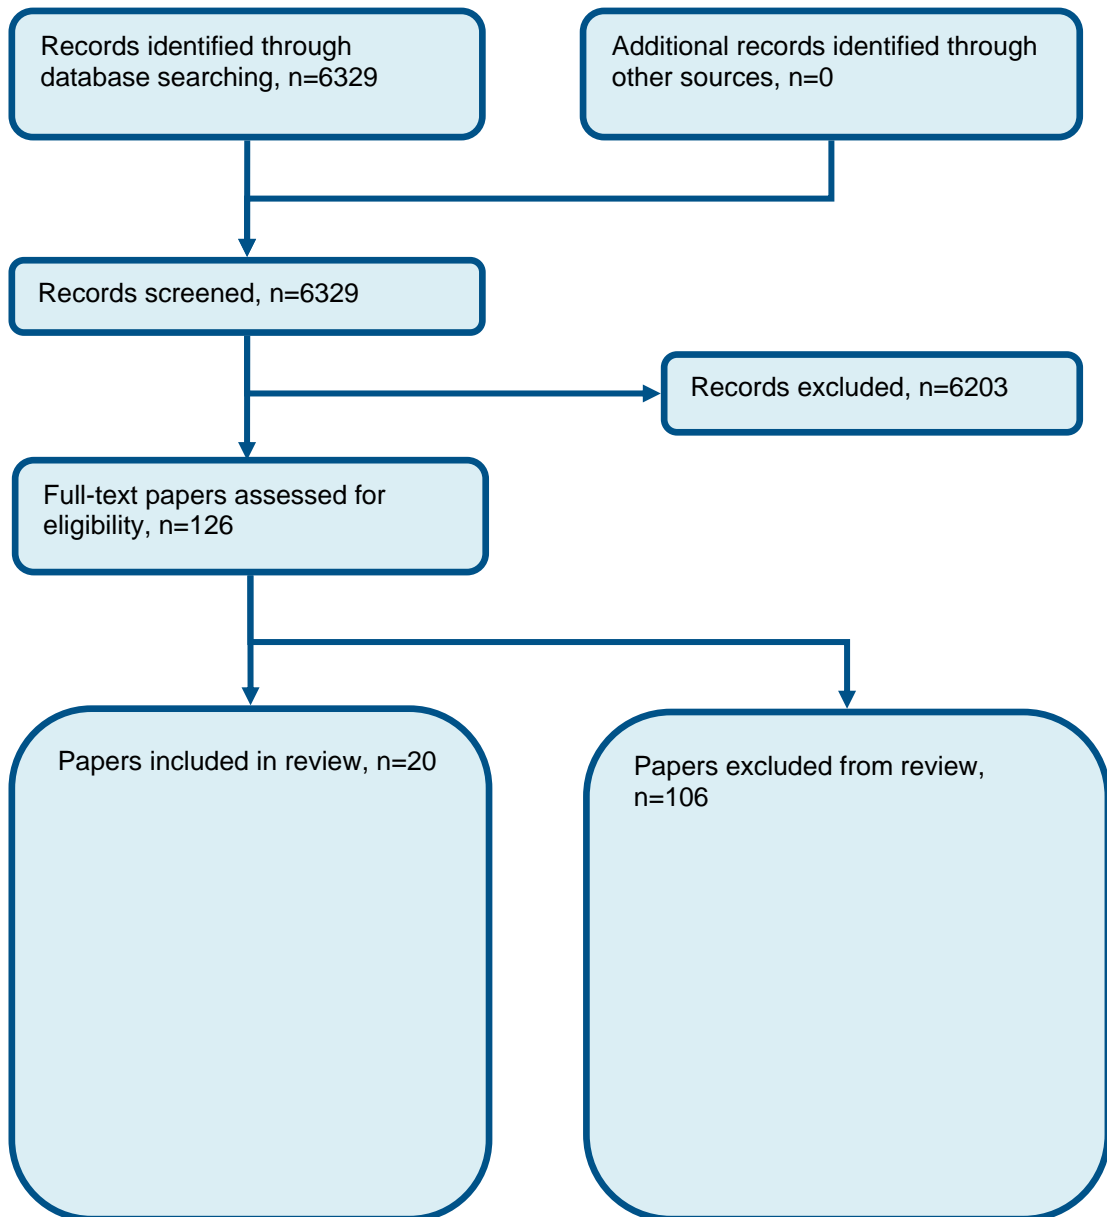 Records identified through
database searching, n=6329
Additional records identified through
other sources, n=0
Records screened, n=6329
Records excluded, n=6203
Full-text papers assessed for
eligibility, n=126
Papers included in review, n=20
Papers excluded from review,
n=106